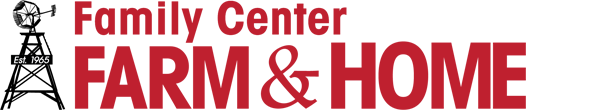 Family Center
Est. 1965
FARM & HOME